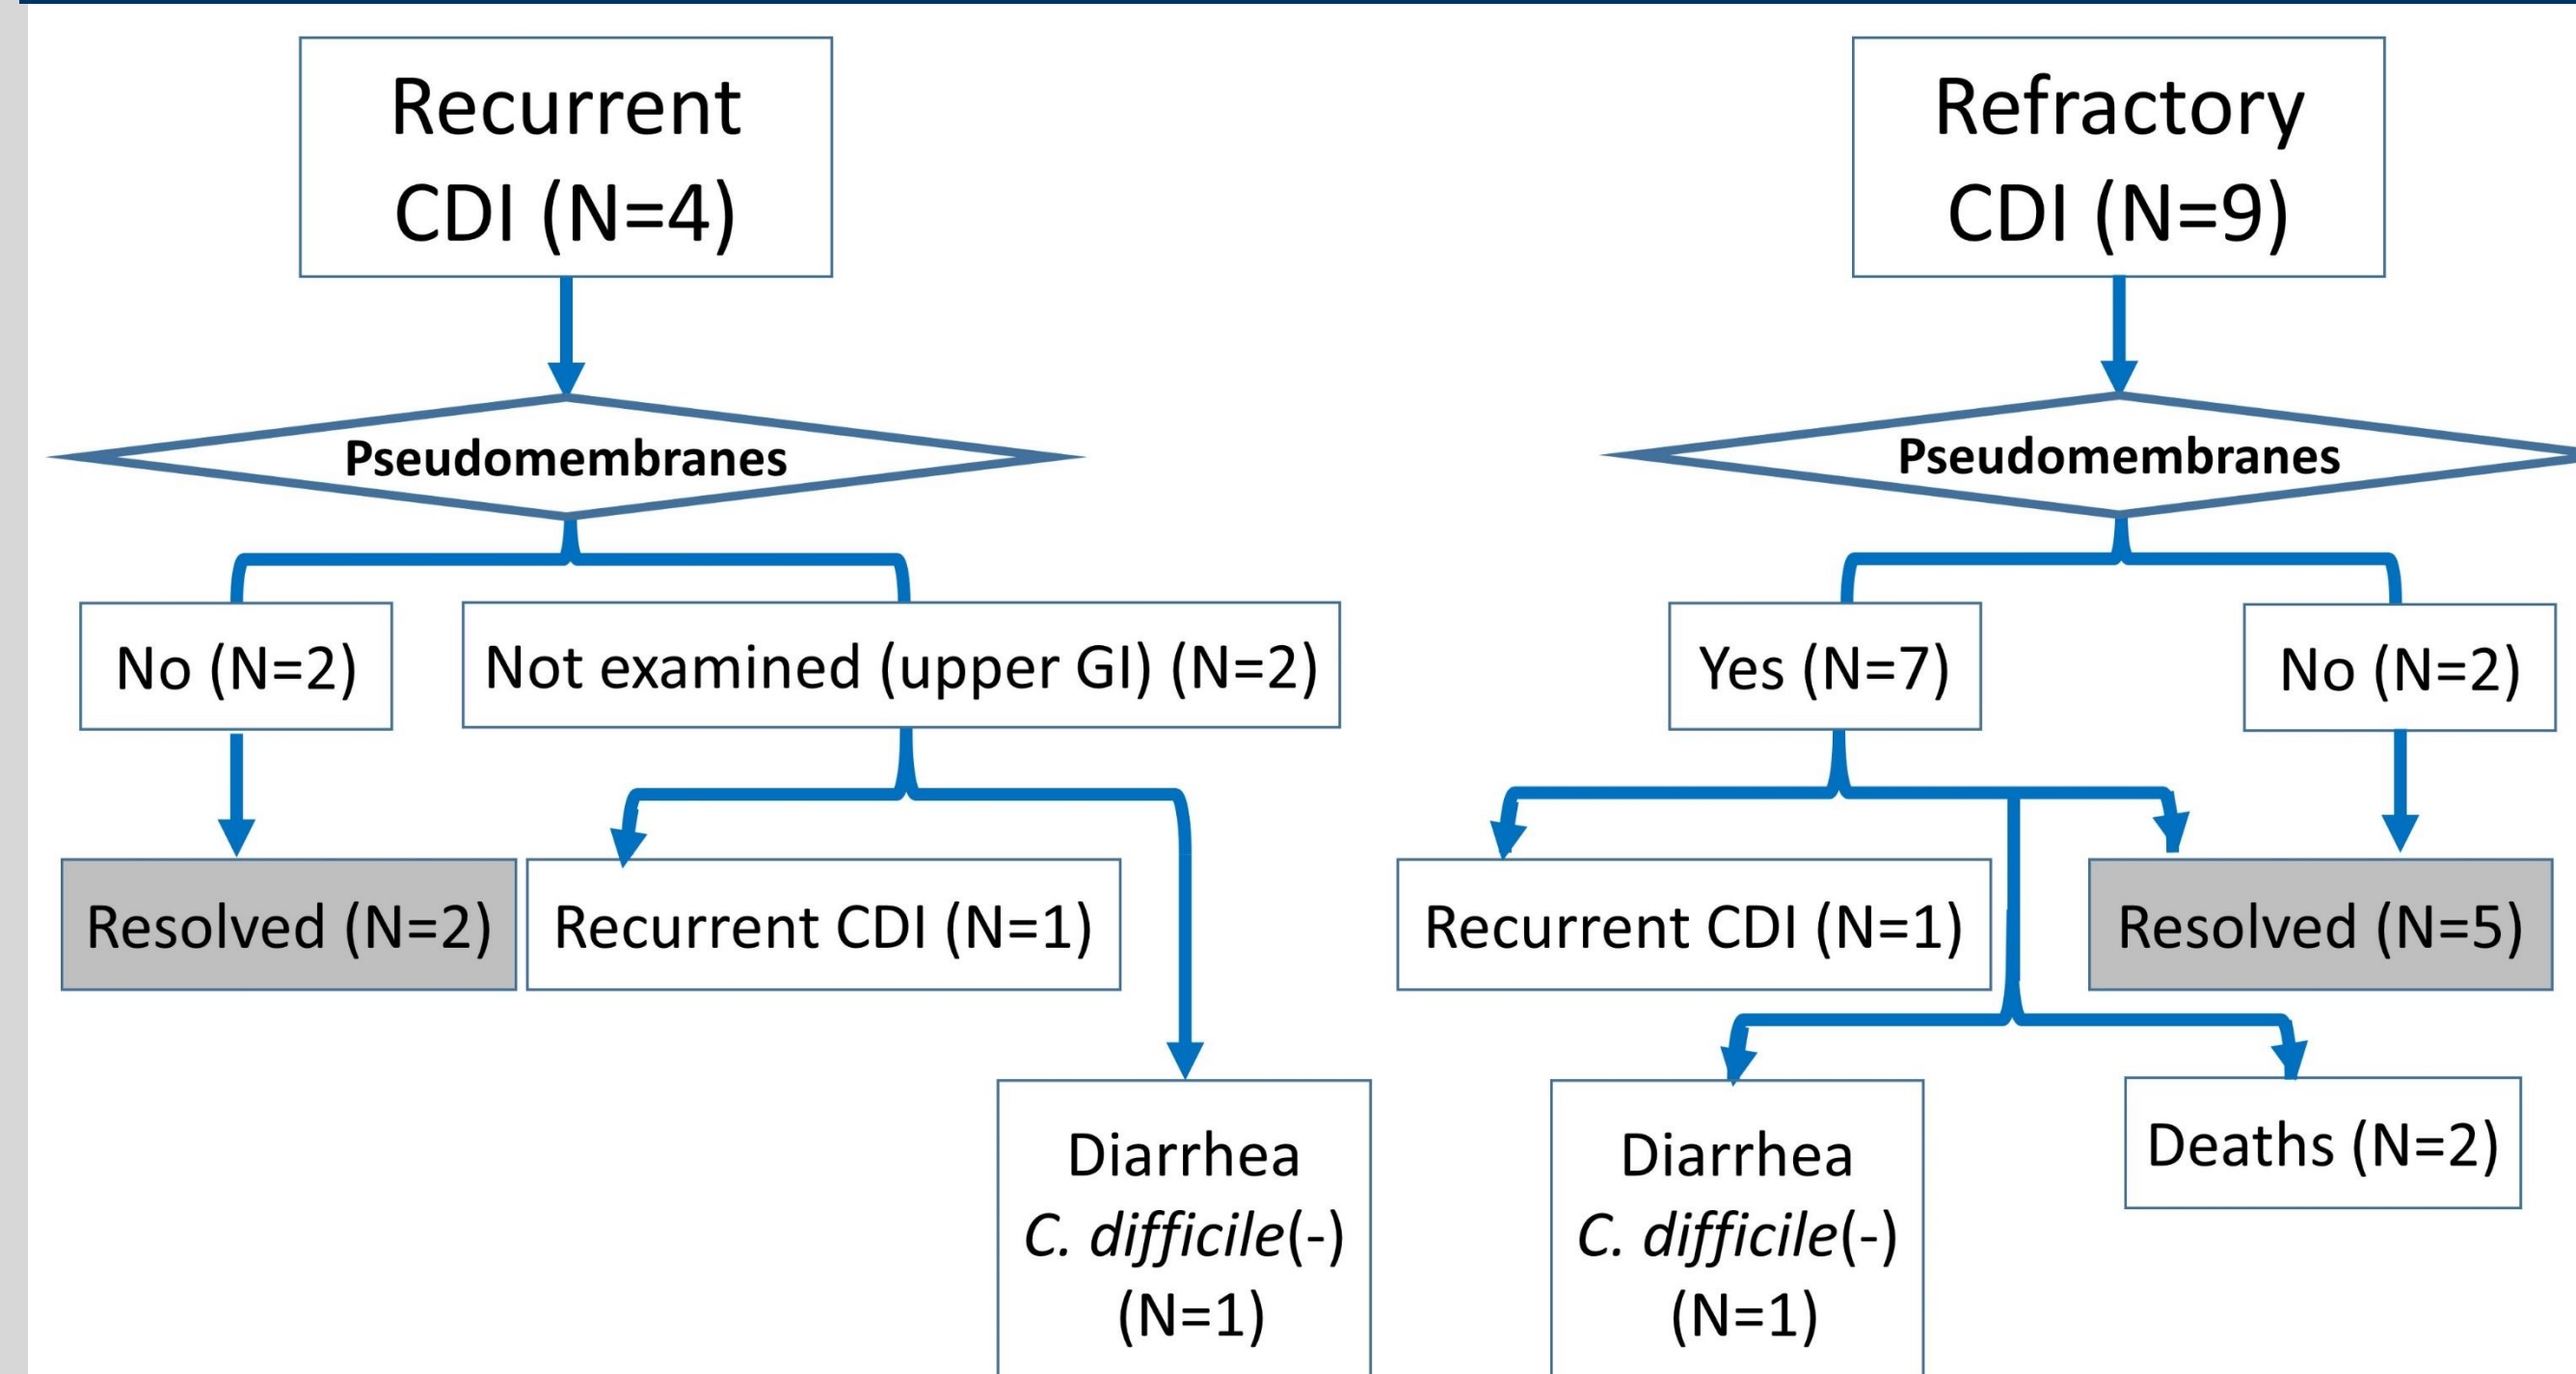 Recurrent
CDI (N=4)
Pseudomembranes
No (N=2)
Not examined (upper GI) (N=2)
Resolved (N=2)
Recurrent CDI (N=1)
Diarrhea
C. difficile(-)
(N=1)
Refractory
CDI (N=9)
Pseudomembranes
Yes (N=7)
No (N=2)
Recurrent CDI (N=1)
Resolved (N=5)
Diarrhea
C. difficile(-)
(N=1)
Deaths (N=2)